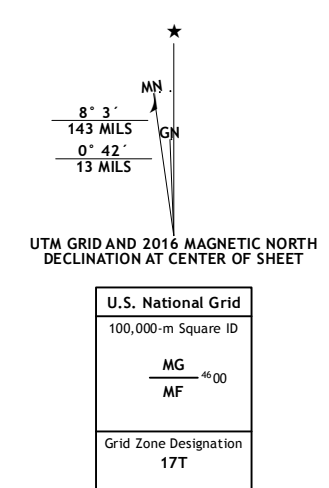 ★
MN
8° 3´
143 MILS
GN
0° 42´
13 MILS
UTM GRID AND 2016 MAGNETIC NORTH
DECLINATION AT CENTER OF SHEET
U.S. National Grid
100,000-m Square ID
MG
4600
MF
Grid Zone Designation
17T